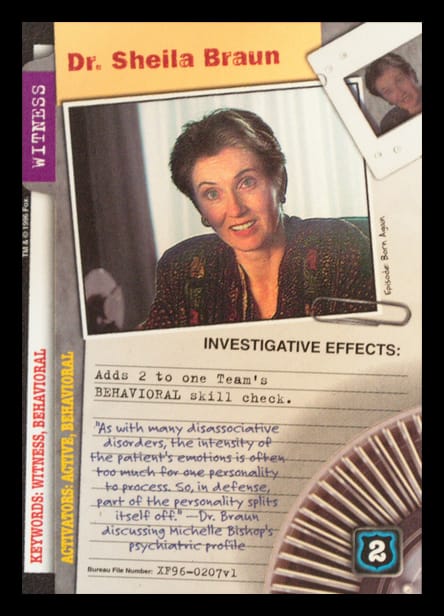 Dr. Sheila Braun
WITNESS
TM & © 1996 Fox
Episode: Born Again
INVESTIGATIVE EFFECTS:
Adds 2 to one Team's
BEHAVIORAL skill check.
"As with many disassociative
disorders, the intensity of
the patient's emotions is often
too much for one personality
to process. So, in defense,
part of the personality splits
itself off." —Dr. Braun
discussing Michelle Bishop's
psychiatric profile
Bureau File Number: XF96-0207v1
2
KEYWORDS: WITNESS, BEHAVIORAL
ACTIVATORS: ACTIVE, BEHAVIORAL